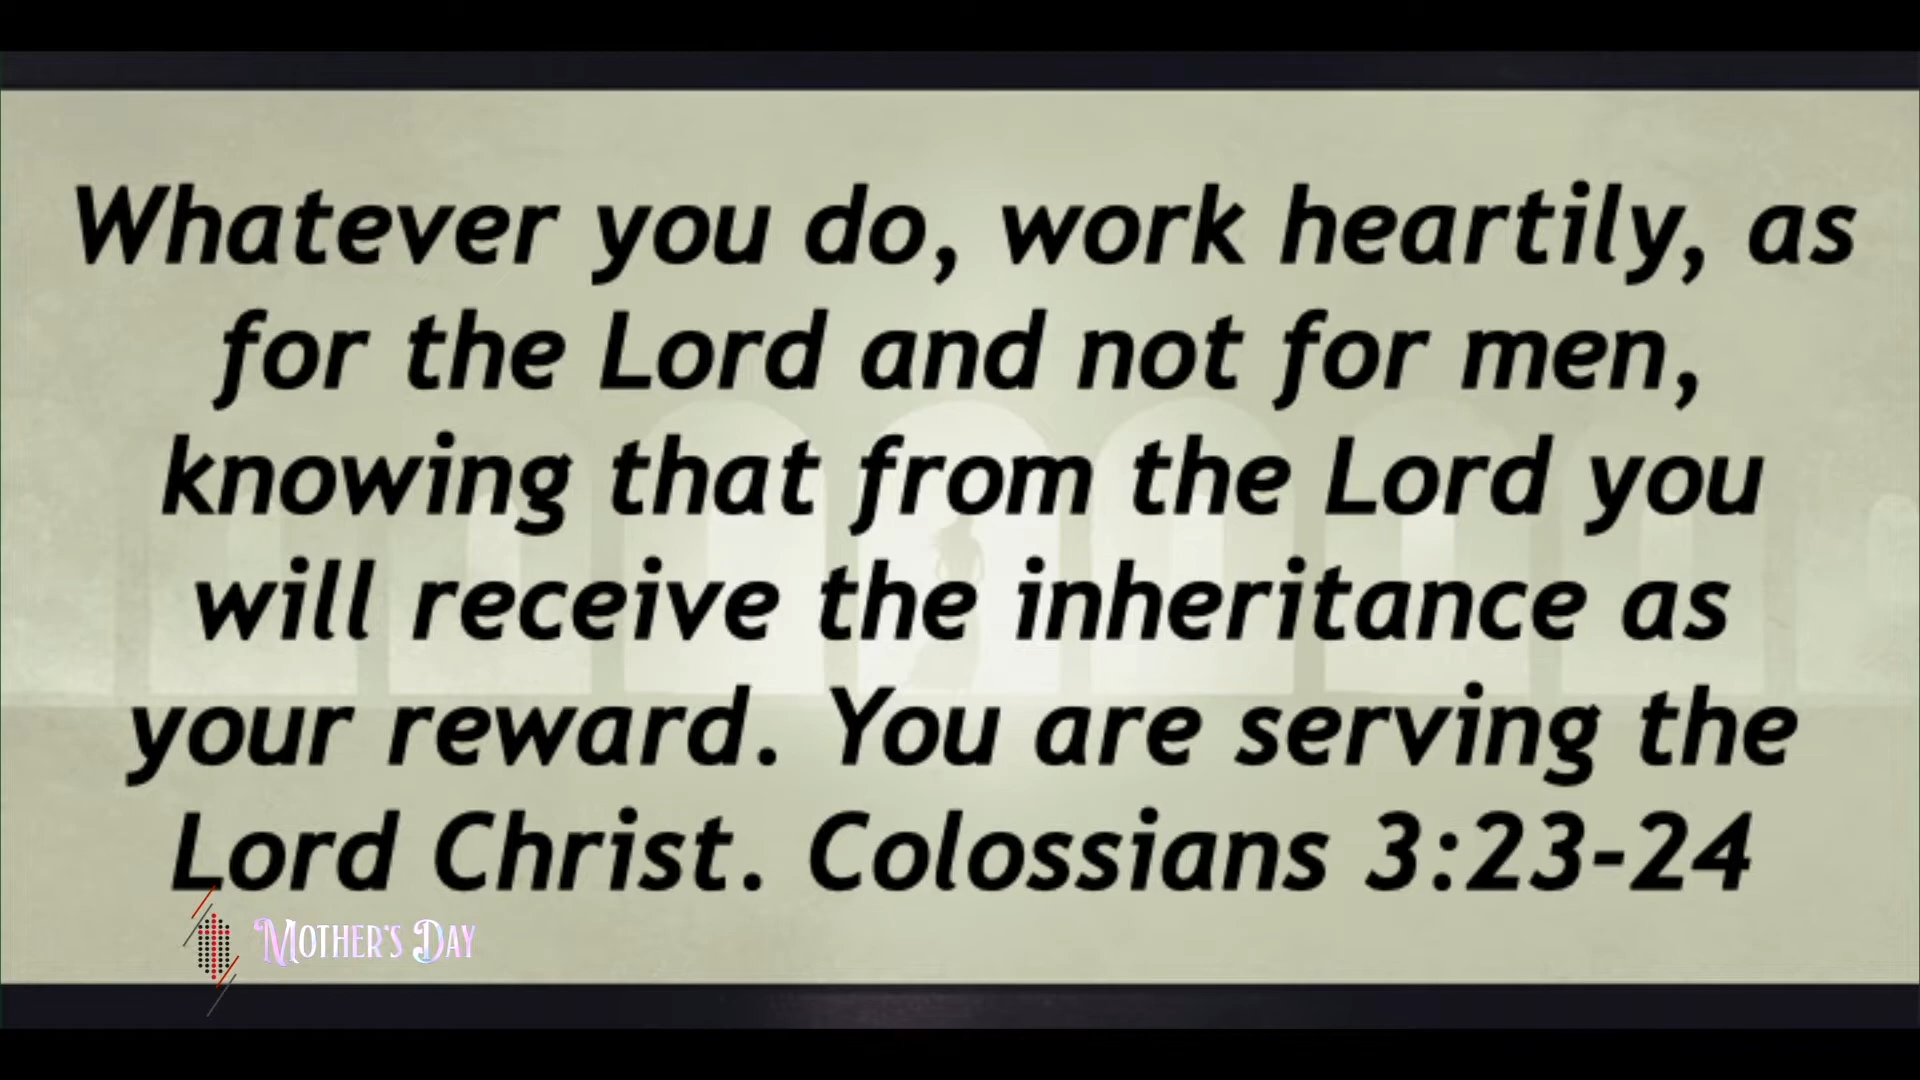 Whatever you do, work heartily, as
for the Lord and not for men,
knowing that from the Lord you
will receive the inheritance as
your reward. You are serving the
Lord Christ. Colossians 3:23-24
Mother's Day